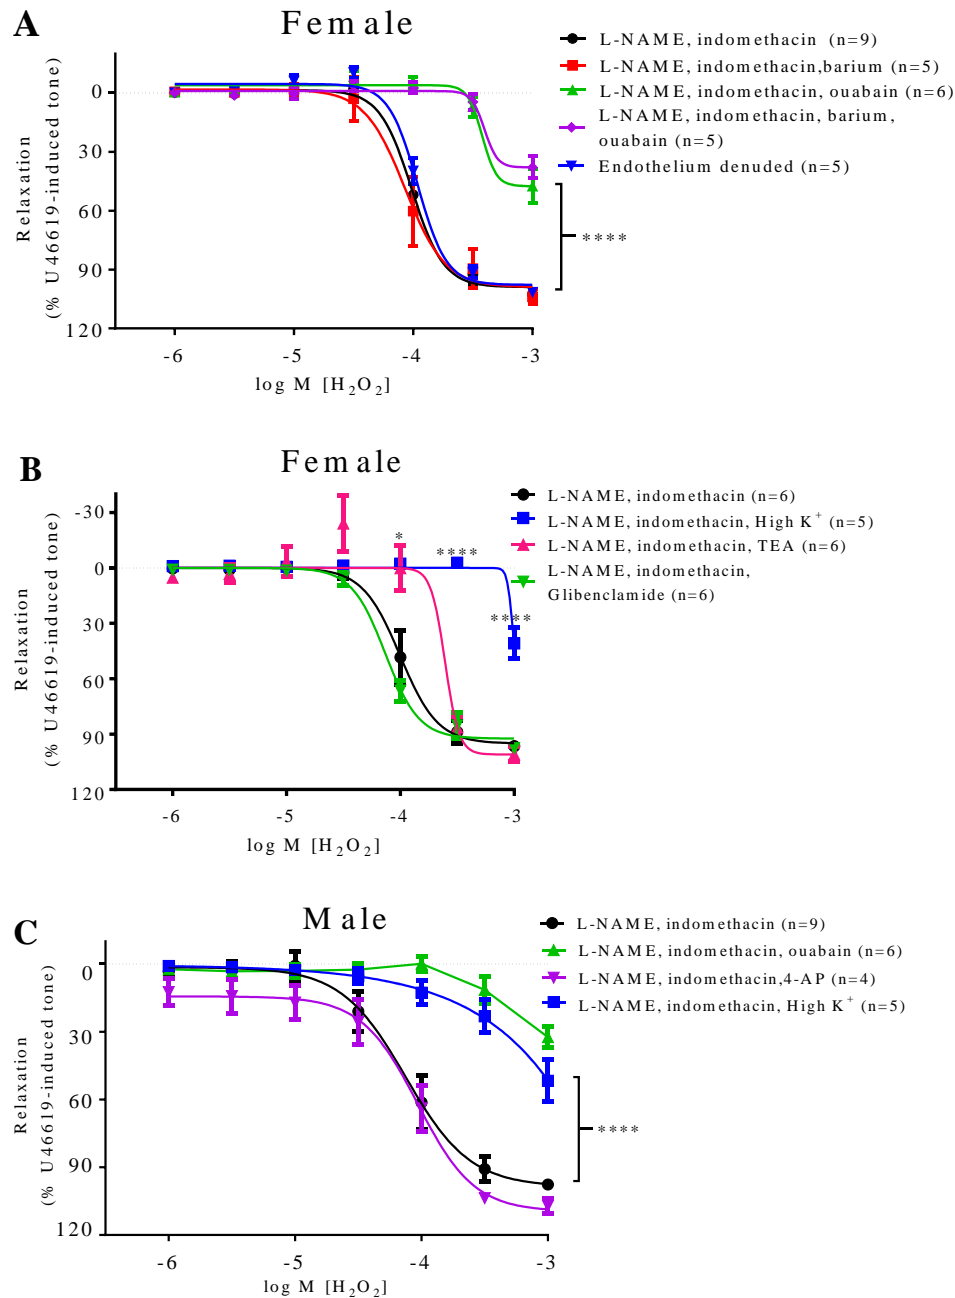 A
Female
L-NAME, indomethacin (n=9)
L-NAME, indomethacin,barium (n=5)
L-NAME, indomethacin, ouabain (n=6)
L-NAME, indomethacin, barium,
ouabain (n=5)
Endothelium denuded (n=5)
Relaxation
(% U46619-induced tone)
0
30
60
90
120
****
-6
-5
-4
-3
log M [H₂O₂]
B
Female
L-NAME, indomethacin (n=6)
L-NAME, indomethacin, High K⁺ (n=5)
L-NAME, indomethacin, TEA (n=6)
L-NAME, indomethacin,
Glibenclamide (n=6)
Relaxation
(% U46619-induced tone)
-30
0
30
60
90
120
*
****
****
-6
-5
-4
-3
log M [H₂O₂]
C
Male
L-NAME, indomethacin (n=9)
L-NAME, indomethacin, ouabain (n=6)
L-NAME, indomethacin,4-AP (n=4)
L-NAME, indomethacin, High K⁺ (n=5)
Relaxation
(% U46619-induced tone)
0
30
60
90
120
****
-6
-5
-4
-3
log M [H₂O₂]